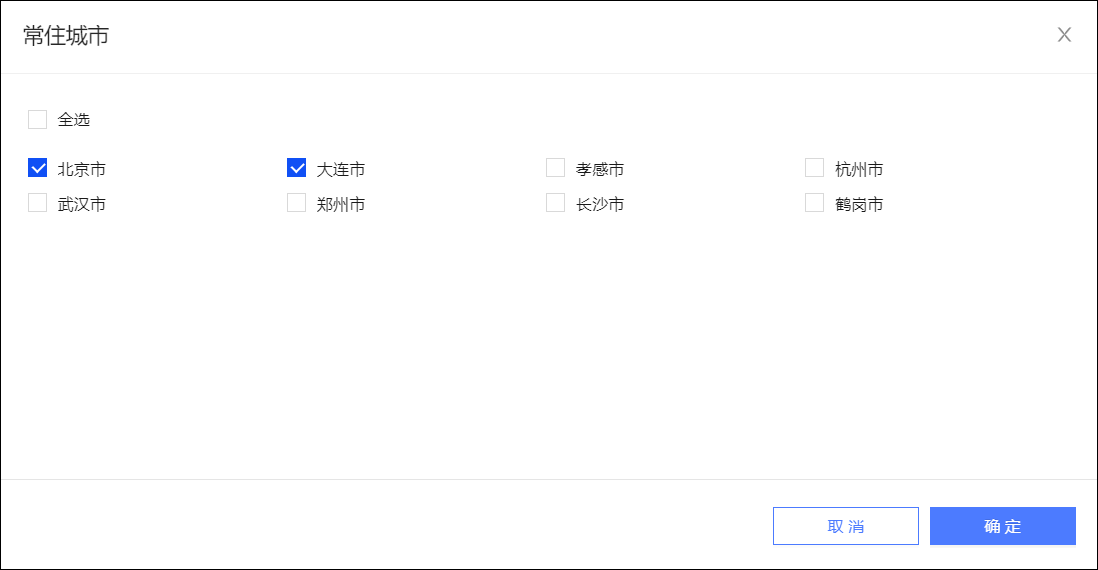 常住城市
全选
北京市 大连市 孝感市 杭州市
武汉市 郑州市 长沙市 鹤岗市
取消 确定